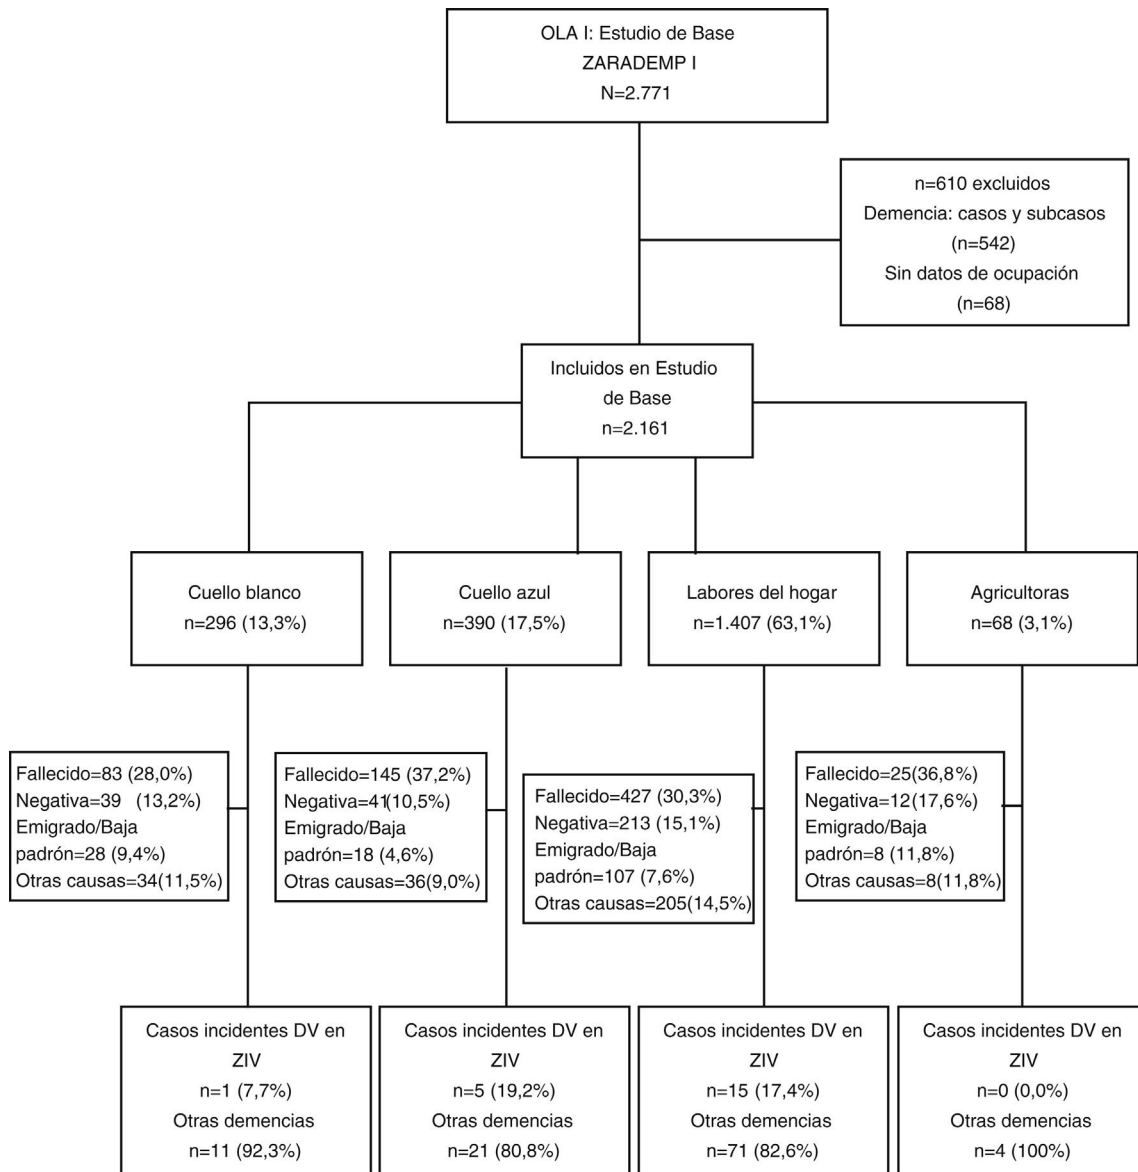 OLA I: Estudio de Base
ZARADEMP I
N=2.771
n=610 excluidos
Demencia: casos y subcasos
(n=542)
Sin datos de ocupación
(n=68)
Incluidos en Estudio
de Base
n=2.161
Cuello blanco
n=296 (13,3%)
Cuello azul
n=390 (17,5%)
Labores del hogar
n=1.407 (63,1%)
Agricultoras
n=68 (3,1%)
Fallecido=83 (28,0%)
Negativa=39 (13,2%)
Emigrado/Baja
padrón=28 (9,4%)
Otras causas=34(11,5%)
Fallecido=145 (37,2%)
Negativa=41(10,5%)
Emigrado/Baja
padrón=18 (4,6%)
Otras causas=36(9,0%)
Fallecido=427 (30,3%)
Negativa=213 (15,1%)
Emigrado/Baja
padrón=107 (7,6%)
Otras causas=205(14,5%)
Fallecido=25(36,8%)
Negativa=12(17,6%)
Emigrado/Baja
padrón=8 (11,8%)
Otras causas=8(11,8%)
Casos incidentes DV en
ZIV
n=1 (7,7%)
Otras demencias
n=11 (92,3%)
Casos incidentes DV en
ZIV
n=5 (19,2%)
Otras demencias
n=21 (80,8%)
Casos incidentes DV en
ZIV
n=15 (17,4%)
Otras demencias
n=71 (82,6%)
Casos incidentes DV en
ZIV
n=0 (0,0%)
Otras demencias
n=4 (100%)